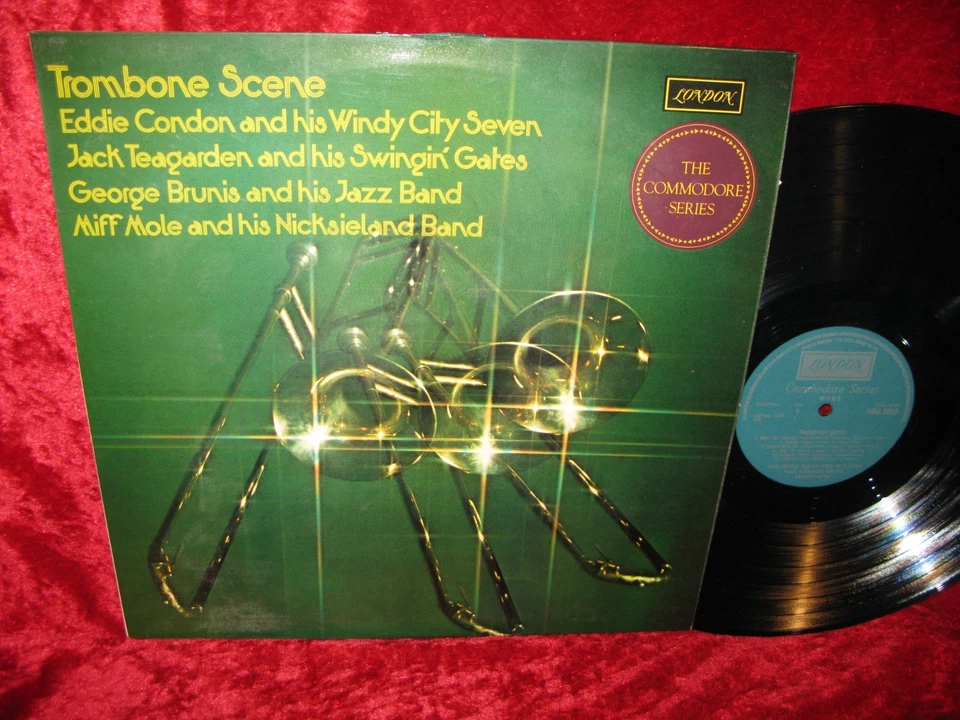 Trombone Scene
Eddie Condon and his Windy City Seven
Jack Teagarden and his Swingin' Gates
George Brunis and his Jazz Band
Miff Mole and his Nicksieland Band
LONDON
THE
COMMODORE
SERIES
LONDON
Commodore Series